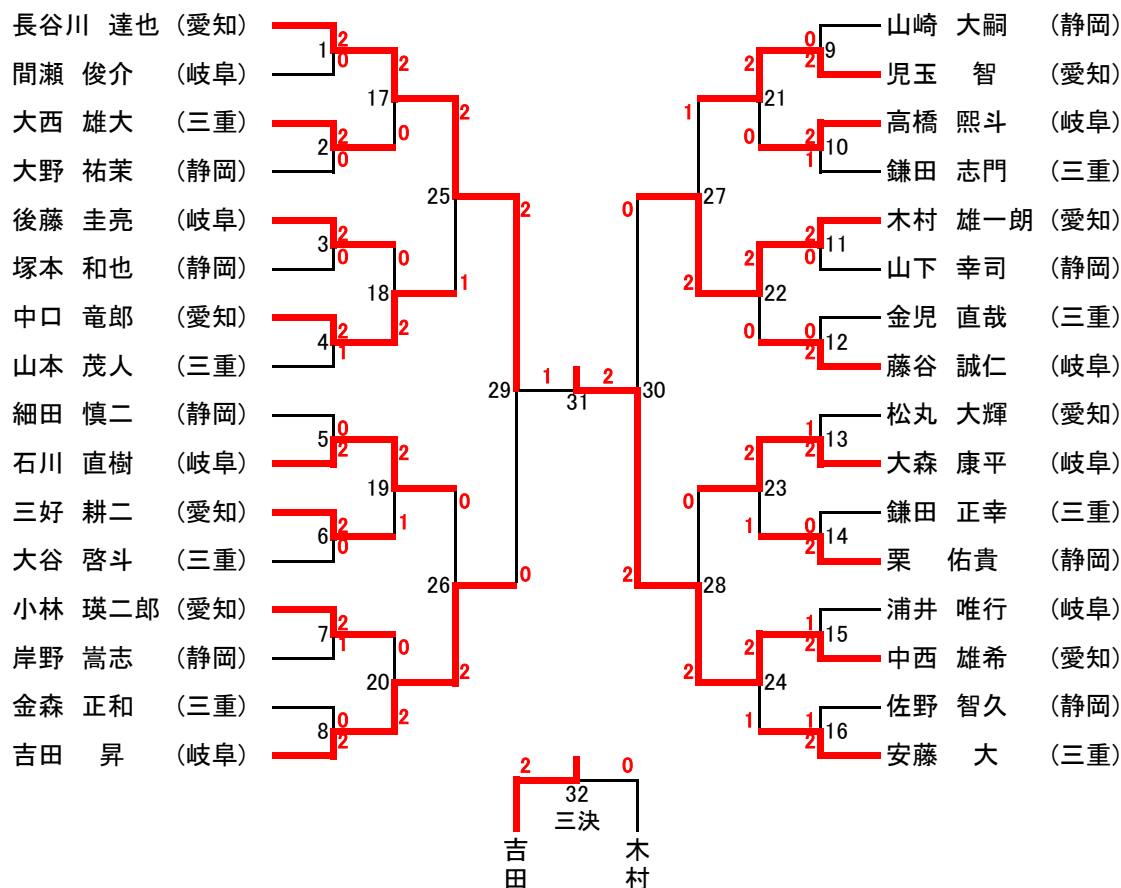 長谷川 達也 (愛知)
間瀬 俊介 (岐阜)
大西 雄大 (三重)
大野 祐茉 (静岡)
後藤 圭亮 (岐阜)
塚本 和也 (静岡)
中口 竜郎 (愛知)
山本 茂人 (三重)
細田 慎二 (静岡)
石川 直樹 (岐阜)
三好 耕二 (愛知)
大谷 啓斗 (三重)
小林 瑛二郎 (愛知)
岸野 嵩志 (静岡)
金森 正和 (三重)
吉田 昇 (岐阜)
1 2 0
2 2 0
3 2 0
4 2 1
5 0 2
6 2 0
7 2 1
8 0 2
17 2 0
18 0 2
19 2 1
20 0 2
25 2 1
26 0 2
29 2 0
1 31 2
30 0 2
27 1 2
28 0 2
21 2 0
22 2 0
23 2 1
24 2 1
0 9 2
2 10 1
2 11 0
0 12 2
1 13 2
0 14 2
1 15 2
1 16 2
山崎 大嗣 (静岡)
児玉 智 (愛知)
高橋 熙斗 (岐阜)
鎌田 志門 (三重)
木村 雄一朗 (愛知)
山下 幸司 (静岡)
金児 直哉 (三重)
藤谷 誠仁 (岐阜)
松丸 大輝 (愛知)
大森 康平 (岐阜)
鎌田 正幸 (三重)
栗 佑貴 (静岡)
浦井 唯行 (岐阜)
中西 雄希 (愛知)
佐野 智久 (静岡)
安藤 大 (三重)
2 0
32
三決
吉田
木村